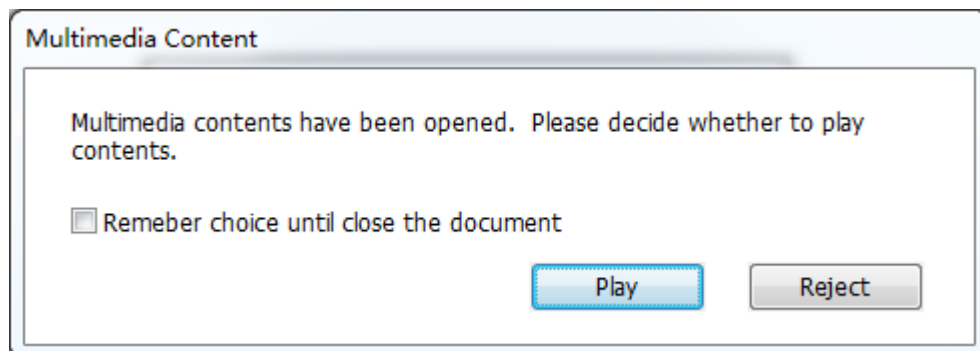 Multimedia Content
Multimedia contents have been opened.  Please decide whether to play
contents.
Remeber choice until close the document
Play
Reject